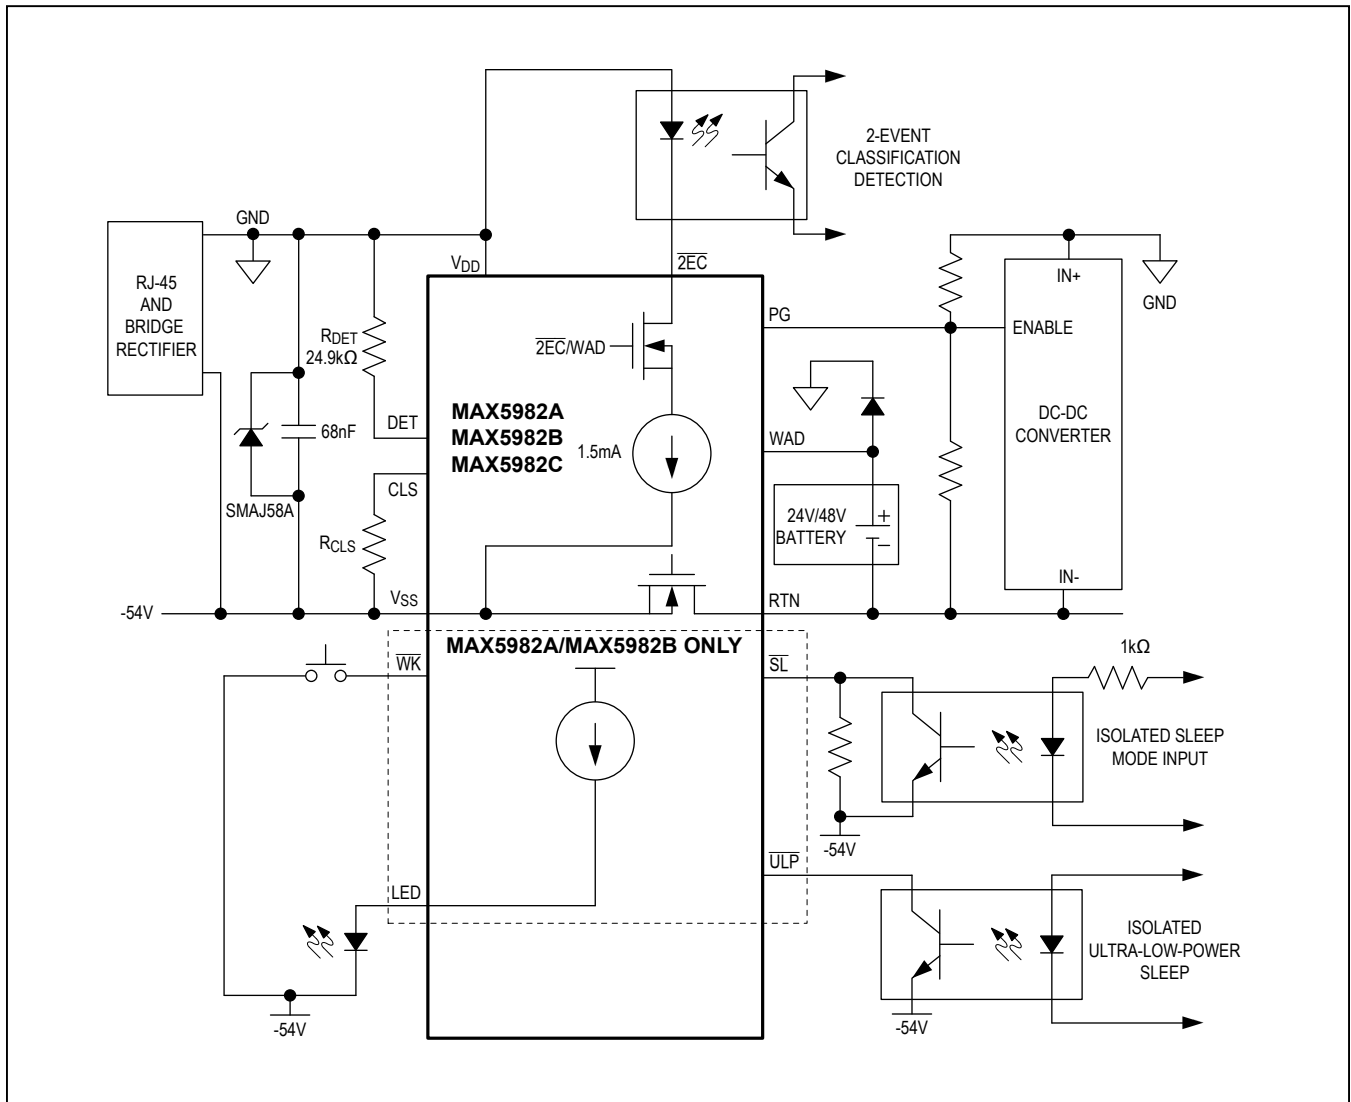 2-EVENT
CLASSIFICATION
DETECTION
GND
VDD
2EC
RJ-45
AND
BRIDGE
RECTIFIER
IN+
GND
PG
ENABLE
RDET
24.9kΩ
2EC/WAD
MAX5982A
MAX5982B
MAX5982C
DET
68nF
1.5mA
WAD
DC-DC
CONVERTER
CLS
SMAJ58A
24V/48V
BATTERY
+
–
RCLS
IN-
VSS
RTN
-54V
MAX5982A/MAX5982B ONLY
WK
SL
1kΩ
ISOLATED SLEEP
MODE INPUT
-54V
ULP
LED
ISOLATED
ULTRA-LOW-POWER
SLEEP
-54V
-54V